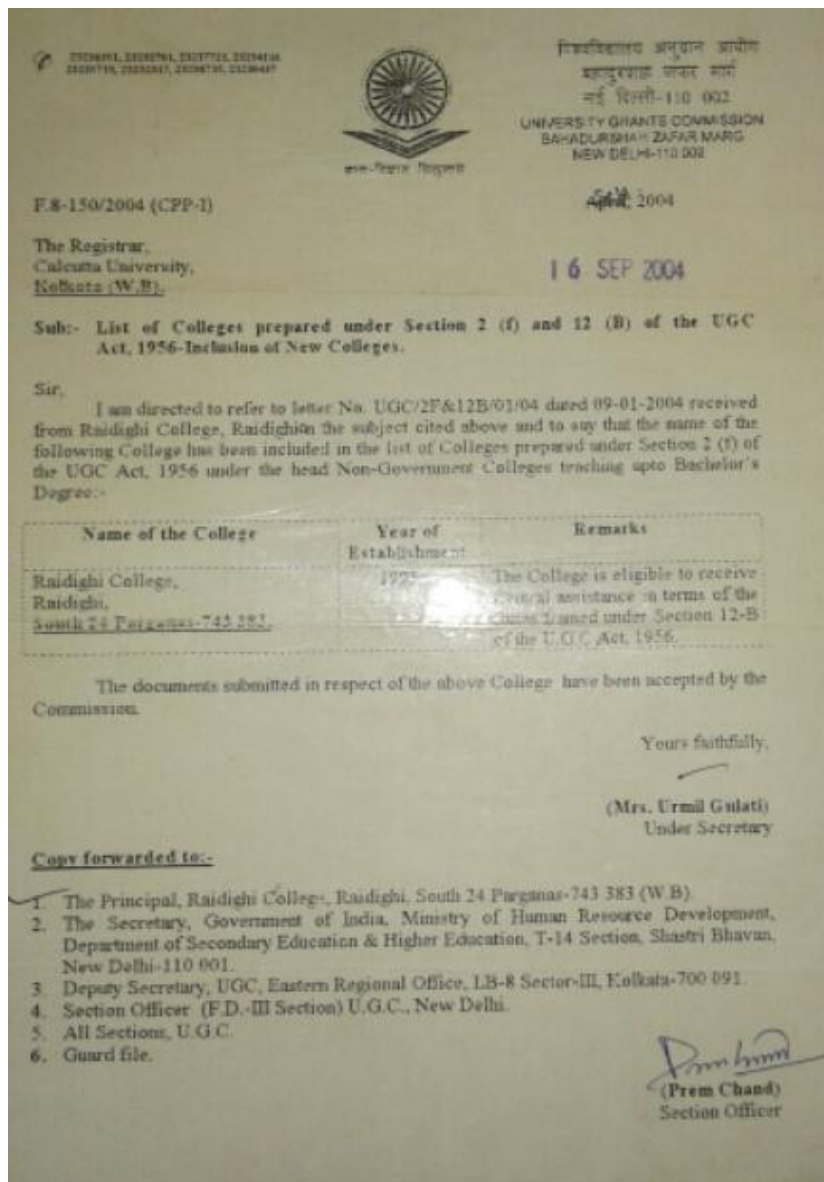 विश्वविद्यालय अनुदान आयोग
बहादुरशाह जफर मार्ग
नई दिल्ली-110 002
UNIVERSITY GRANTS COMMISSION
BAHADURSHAH ZAFAR MARG
NEW DELHI-110 002
ज्ञान-विज्ञान विमुक्तये
F.8-150/2004 (CPP-I)
2004
The Registrar,
Calcutta University,
Kolkata (W.B).
16 SEP 2004
Sub:- List of Colleges prepared under Section 2 (f) and 12 (B) of the UGC
Act, 1956-Inclusion of New Colleges.
Sir,
I am directed to refer to letter No. UGC/2F&12B/01/04 dated 09-01-2004 received
from Raidighi College, Raidighion the subject cited above and to say that the name of the
following College has been included in the list of Colleges prepared under Section 2 (f) of
the UGC Act, 1956 under the head Non-Government Colleges teaching upto Bachelor's
Degree:-
Name of the College Year of Establishment Remarks
Raidighi College,
Raidighi,
South 24 Parganas-743 383.
The College is eligible to receive
central assistance in terms of the
framed under Section 12-B
of the U.G.C Act, 1956.
The documents submitted in respect of the above College have been accepted by the
Commission.
Yours faithfully,
(Mrs. Urmil Gulati)
Under Secretary
Copy forwarded to:-
1. The Principal, Raidighi College, Raidighi, South 24 Parganas-743 383 (W.B).
2. The Secretary, Government of India, Ministry of Human Resource Development,
Department of Secondary Education & Higher Education, T-14 Section, Shastri Bhavan,
New Delhi-110 001.
3. Deputy Secretary, UGC, Eastern Regional Office, LB-8 Sector-III, Kolkata-700 091.
4. Section Officer (F.D.-III Section) U.G.C., New Delhi.
5. All Sections, U.G.C.
6. Guard file.
(Prem Chand)
Section Officer